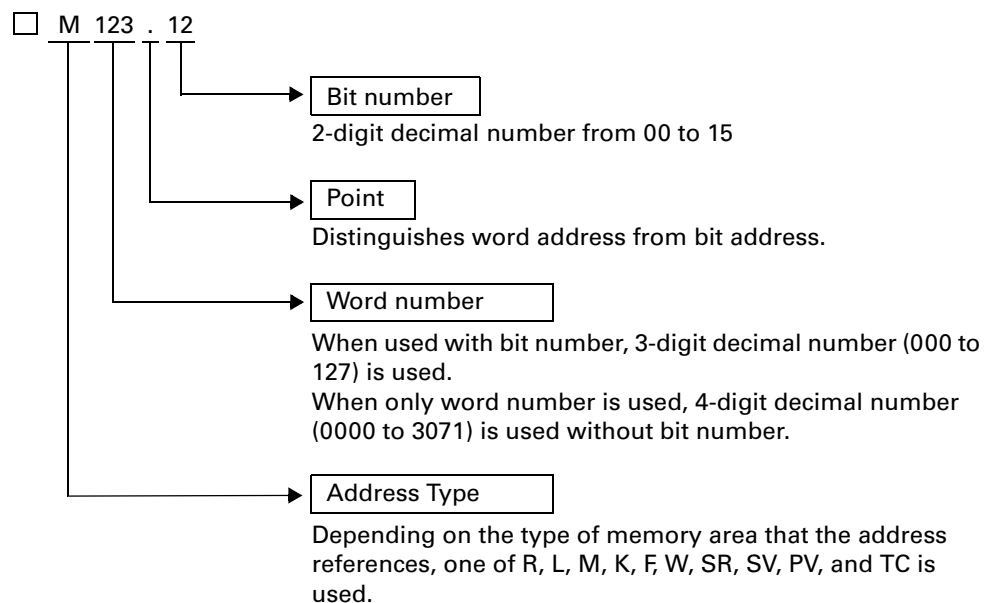 M 123 . 12
Bit number
2-digit decimal number from 00 to 15
Point
Distinguishes word address from bit address.
Word number
When used with bit number, 3-digit decimal number (000 to
127) is used.
When only word number is used, 4-digit decimal number
(0000 to 3071) is used without bit number.
Address Type
Depending on the type of memory area that the address
references, one of R, L, M, K, F, W, SR, SV, PV, and TC is
used.